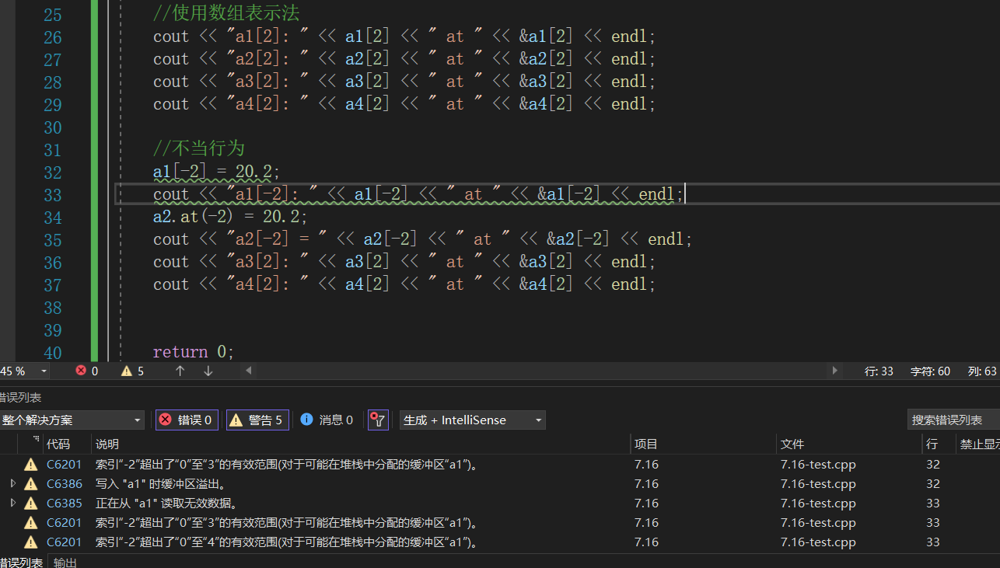 25 //使用数组表示法
26 cout << "a1[2]: " << a1[2] << " at " << &a1[2] << endl;
27 cout << "a2[2]: " << a2[2] << " at " << &a2[2] << endl;
28 cout << "a3[2]: " << a3[2] << " at " << &a3[2] << endl;
29 cout << "a4[2]: " << a4[2] << " at " << &a4[2] << endl;
30
31 //不当行为
32 a1[-2] = 20.2;
33 cout << "a1[-2]: " << a1[-2] << " at " << &a1[-2] << endl;
34 a2.at(-2) = 20.2;
35 cout << "a2[-2] = " << a2[-2] << " at " << &a2[-2] << endl;
36 cout << "a3[2]: " << a3[2] << " at " << &a3[2] << endl;
37 cout << "a4[2]: " << a4[2] << " at " << &a4[2] << endl;
38
39
40 return 0;
45 % 0 5 行: 33 字符: 60 列: 63
错误列表
整个解决方案 错误 0 警告 5 消息 0 生成 + IntelliSense 搜索错误列表
代码 说明 项目 文件 行 禁止显示
C6201 索引“-2”超出了“0”至“3”的有效范围(对于可能在堆栈中分配的缓冲区“a1”)。 7.16 7.16-test.cpp 32
C6386 写入 "a1" 时缓冲区溢出。 7.16 7.16-test.cpp 32
C6385 正在从 "a1" 读取无效数据。 7.16 7.16-test.cpp 33
C6201 索引“-2”超出了“0”至“3”的有效范围(对于可能在堆栈中分配的缓冲区“a1”)。 7.16 7.16-test.cpp 33
C6201 索引“-2”超出了“0”至“4”的有效范围(对于可能在堆栈中分配的缓冲区“a1”)。 7.16 7.16-test.cpp 33
错误列表 输出